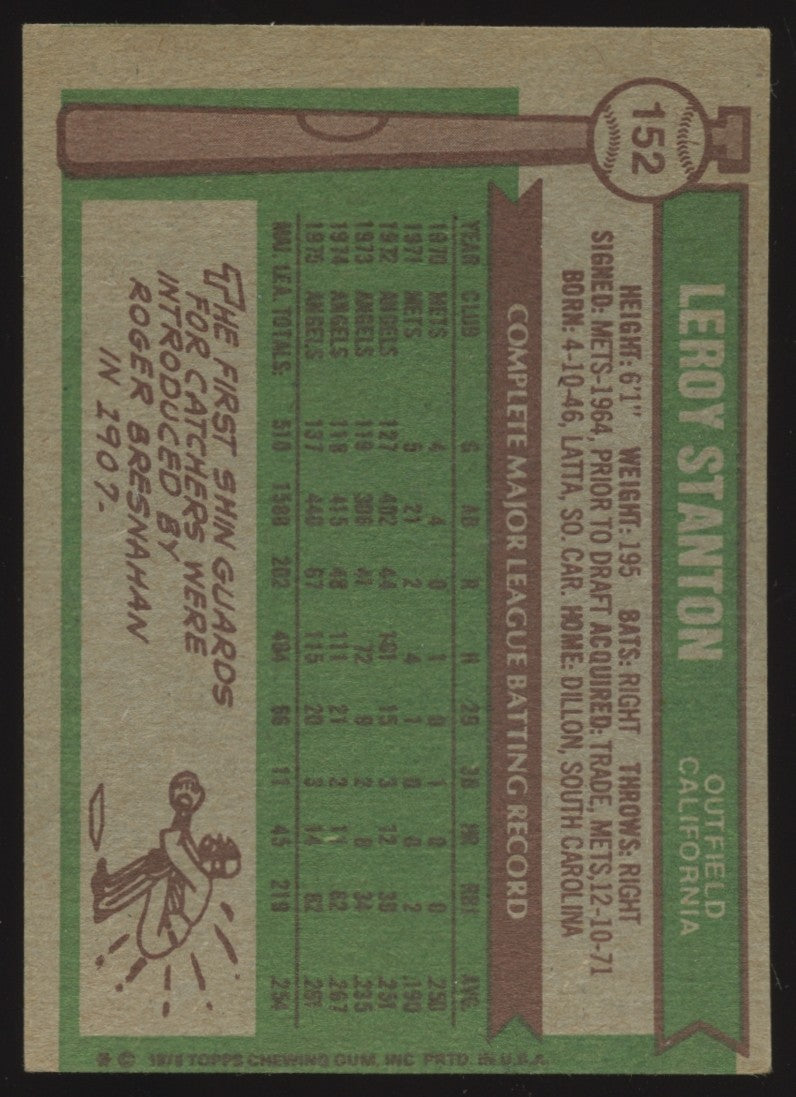 152
LEROY STANTON
OUTFIELD
CALIFORNIA
HEIGHT: 6'1" WEIGHT: 195 BATS: RIGHT THROWS: RIGHT
SIGNED: METS-1964, PRIOR TO DRAFT ACQUIRED: TRADE, METS, 12-10-71
BORN: 4-10-46, LATTA, SO. CAR. HOME: DILLON, SOUTH CAROLINA
COMPLETE MAJOR LEAGUE BATTING RECORD
YEAR CLUB G AB R H 2B 3B HR RBI AVG.
1970 METS 4 4 0 1 0 1 0 0 .250
1971 METS 5 21 2 4 1 0 0 2 .190
1972 ANGELS 127 402 44 101 15 3 12 39 .251
1973 ANGELS 119 306 41 72 9 2 8 34 .235
1974 ANGELS 118 415 48 111 21 2 11 62 .267
1975 ANGELS 137 440 67 115 20 3 14 82 .261
MAJ. LEA. TOTALS. 510 1588 202 404 66 11 45 219 .254
THE FIRST SHIN GUARDS
FOR CATCHERS WERE
INTRODUCED BY
ROGER BRESNAHAN
IN 1907.
© 1976 TOPPS CHEWING GUM, INC. PRTD. IN U.S.A.